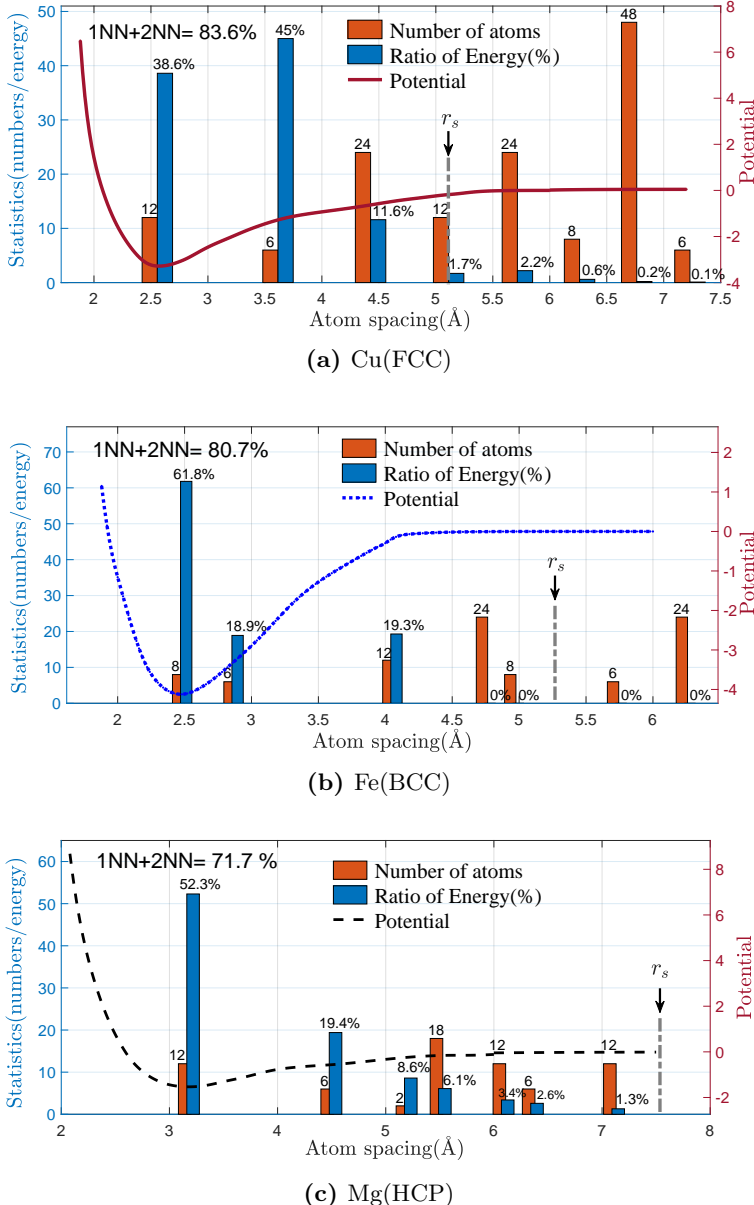 1NN+2NN= 83.6%
Number of atoms
Ratio of Energy(%)
Potential
Statistics(numbers/energy)
Potential
50
40
30
20
10
0
8
6
4
2
0
-2
-4
12
38.6%
6
45%
24
11.6%
12
1.7%
24
2.2%
8
0.6%
48
0.2%
6
0.1%
r_s
2 2.5 3 3.5 4 4.5 5 5.5 6 6.5 7 7.5
Atom spacing(Å)
(a) Cu(FCC)
1NN+2NN= 80.7%
Number of atoms
Ratio of Energy(%)
Potential
Statistics(numbers/energy)
Potential
70
60
50
40
30
20
10
0
2
1
0
-1
-2
-3
-4
8
61.8%
6
18.9%
12
19.3%
24
0%
8
0%
6
0%
24
0%
r_s
2 2.5 3 3.5 4 4.5 5 5.5 6
Atom spacing(Å)
(b) Fe(BCC)
1NN+2NN= 71.7 %
Number of atoms
Ratio of Energy(%)
Potential
Statistics(numbers/energy)
Potential
60
50
40
30
20
10
0
8
6
4
2
0
-2
12
52.3%
6
19.4%
2
8.6%
18
6.1%
12
3.4%
6
2.6%
12
1.3%
r_s
2 3 4 5 6 7 8
Atom spacing(Å)
(c) Mg(HCP)